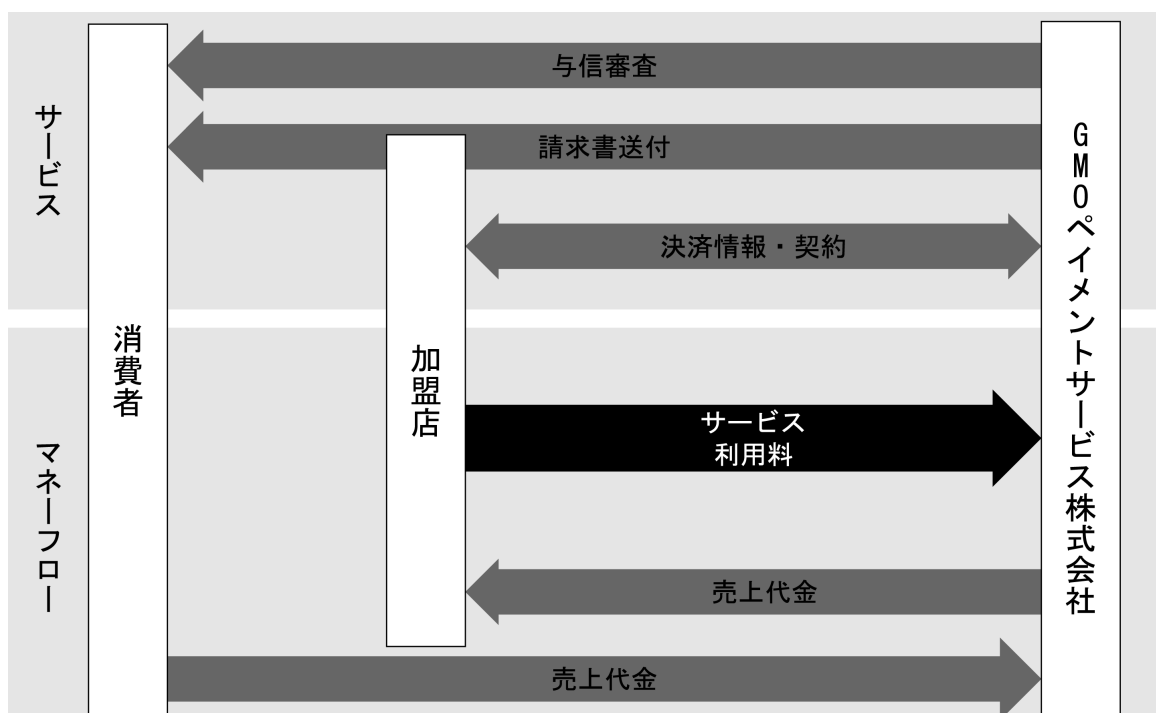 サービス
与信審査
請求書送付
決済情報・契約
消費者
加盟店
GMOペイメントサービス株式会社
マネーフロー
サービス
利用料
売上代金
売上代金